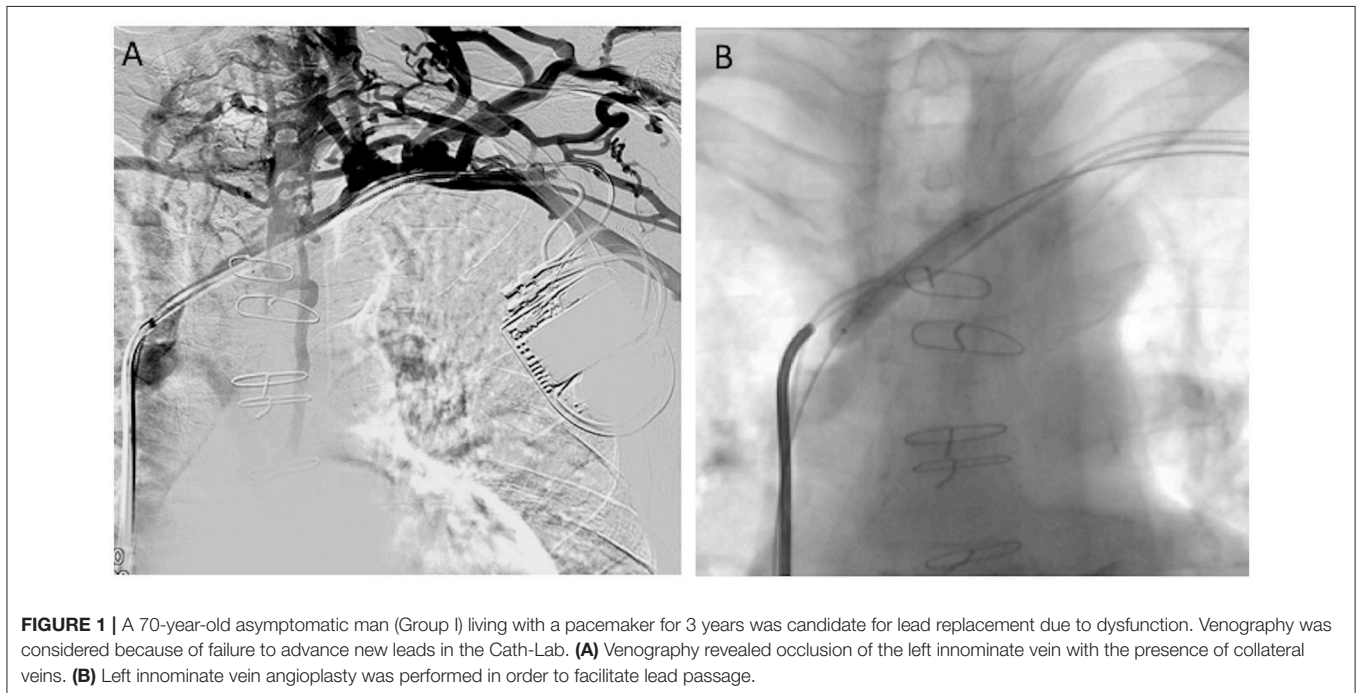 A
B
FIGURE 1 | A 70-year-old asymptomatic man (Group I) living with a pacemaker for 3 years was candidate for lead replacement due to dysfunction. Venography was
considered because of failure to advance new leads in the Cath-Lab. (A) Venography revealed occlusion of the left innominate vein with the presence of collateral
veins. (B) Left innominate vein angioplasty was performed in order to facilitate lead passage.